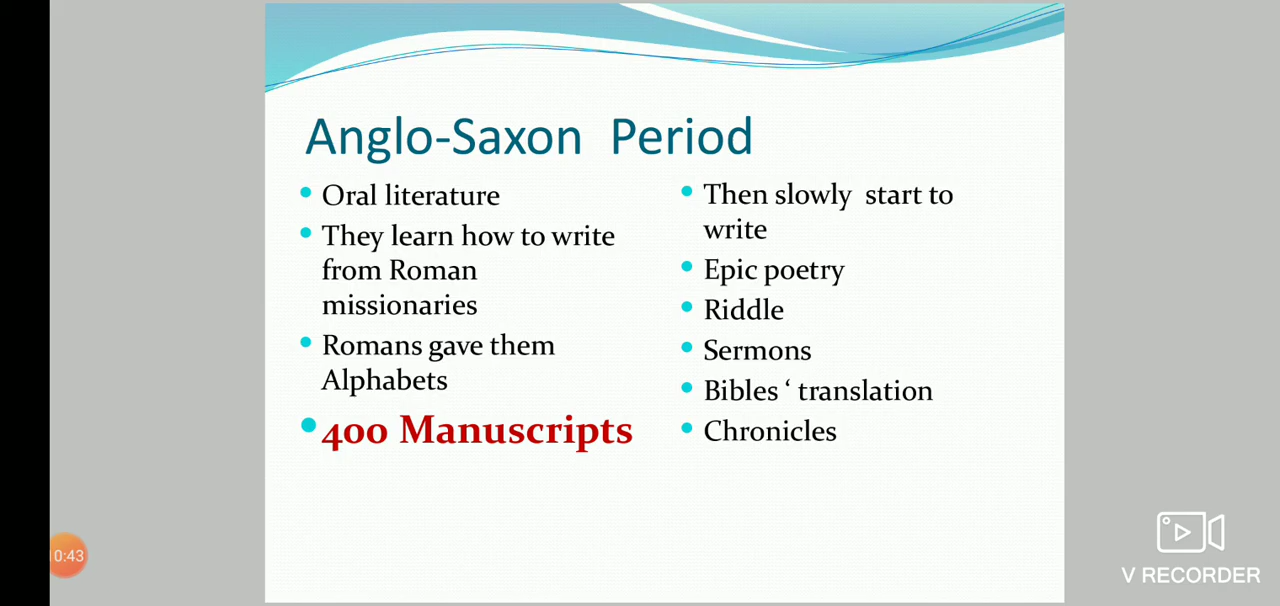 Anglo-Saxon Period
Oral literature
They learn how to write
from Roman
missionaries
Romans gave them
Alphabets
400 Manuscripts
Then slowly start to
write
Epic poetry
Riddle
Sermons
Bibles ‘ translation
Chronicles
10:43
V RECORDER